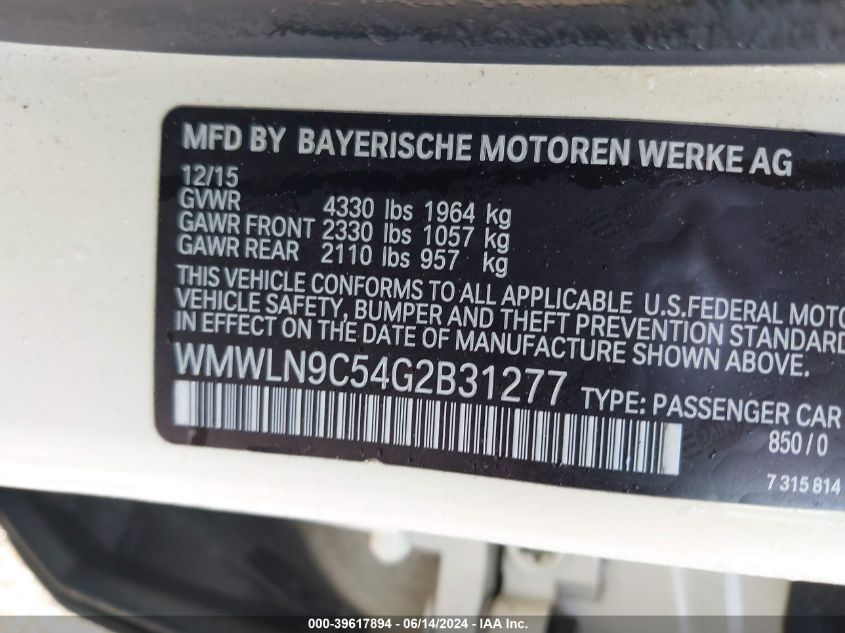 MFD BY BAYERISCHE MOTOREN WERKE AG
12/15
GVWR 4330 lbs 1964 kg
GAWR FRONT 2330 lbs 1057 kg
GAWR REAR 2110 lbs 957 kg
THIS VEHICLE CONFORMS TO ALL APPLICABLE U.S.FEDERAL MOTO
VEHICLE SAFETY, BUMPER AND THEFT PREVENTION STANDARD
IN EFFECT ON THE DATE OF MANUFACTURE SHOWN ABOVE.
WMWLN9C54G2B31277 TYPE: PASSENGER CAR
850/0
7 315 814
000-39617894 - 06/14/2024 - IAA Inc.